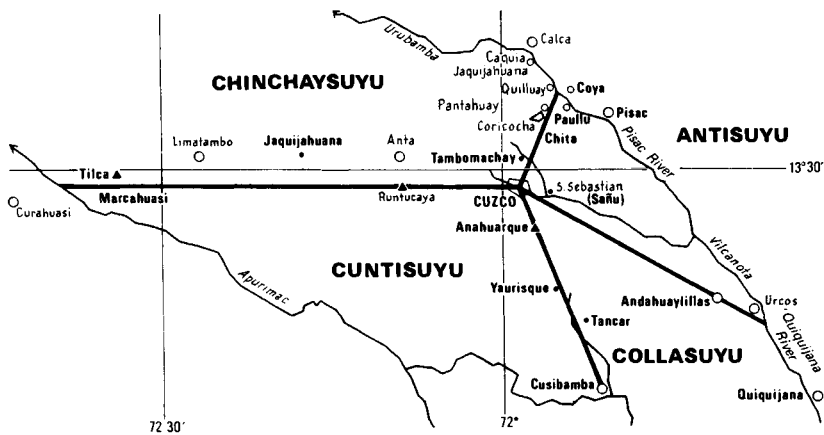 Urubamba
Calca
Caquia
Jaquijahuana
CHINCHAYSUYU
Quilluay
Coya
Pantahuay
Paullu
Pisac
Coricocha
Chita
Pisac River
ANTISUYU
Limatambo
Jaquijahuana
Anta
Tambomachay
13°30'
Tilca
Marcahuasi
Runtucaya
CUZCO
S. Sebastian
(Sañu)
Curahuasi
Anahuarque
Vilcanota
CUNTISUYU
Apurimac
Yaurisque
Andahuaylillas
Urcos
Tancar
'Quiquijana
River
COLLASUYU
Cusibamba
Quiquijana
72 30'
72°